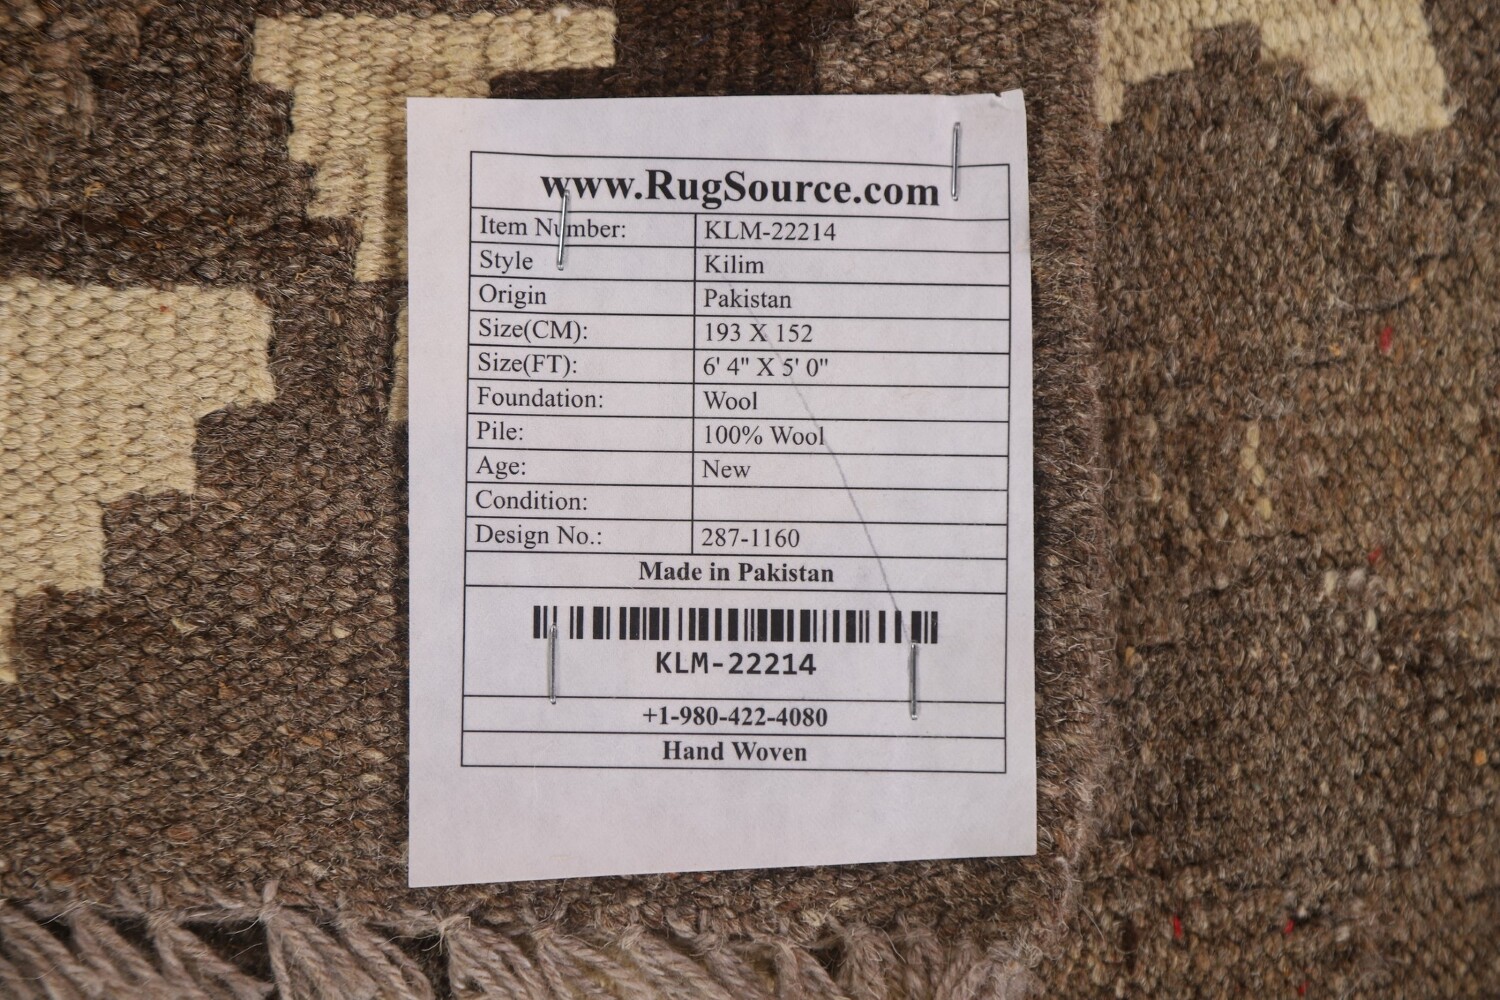 www.RugSource.com
Item Number: KLM-22214
Style Kilim
Origin Pakistan
Size(CM): 193 X 152
Size(FT): 6' 4" X 5' 0"
Foundation: Wool
Pile: 100% Wool
Age: New
Condition:
Design No.: 287-1160
Made in Pakistan
KLM-22214
+1-980-422-4080
Hand Woven